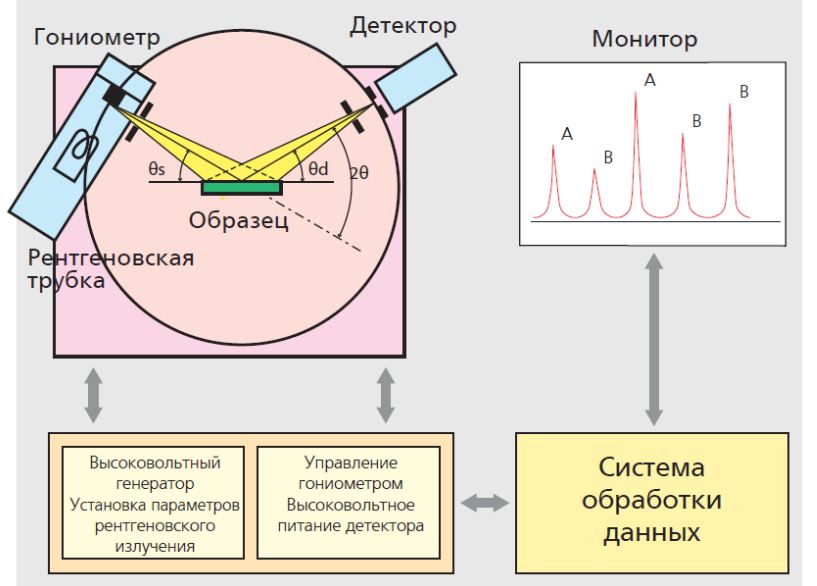 Гониометр
Детектор
Монитор
A
B
A
B
B
θs
θd
2θ
Образец
Рентгеновская
трубка
Высоковольтный
генератор
Установка параметров
рентгеновского
излучения
Управление
гониометром
Высоковольтное
питание детектора
Система
обработки
данных